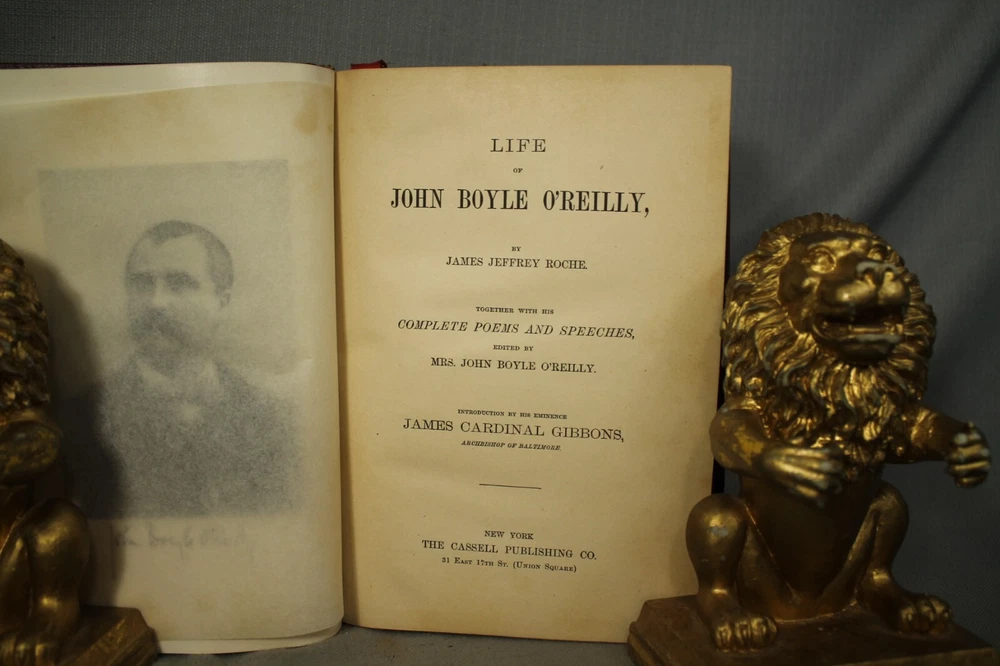 LIFE
OF
JOHN BOYLE O'REILLY,
BY
JAMES JEFFREY ROCHE.
TOGETHER WITH HIS
COMPLETE POEMS AND SPEECHES,
EDITED BY
MRS. JOHN BOYLE O'REILLY.
INTRODUCTION BY HIS EMINENCE
JAMES CARDINAL GIBBONS,
ARCHBISHOP OF BALTIMORE.
NEW YORK
THE CASSELL PUBLISHING CO.
31 EAST 17TH ST. (UNION SQUARE)